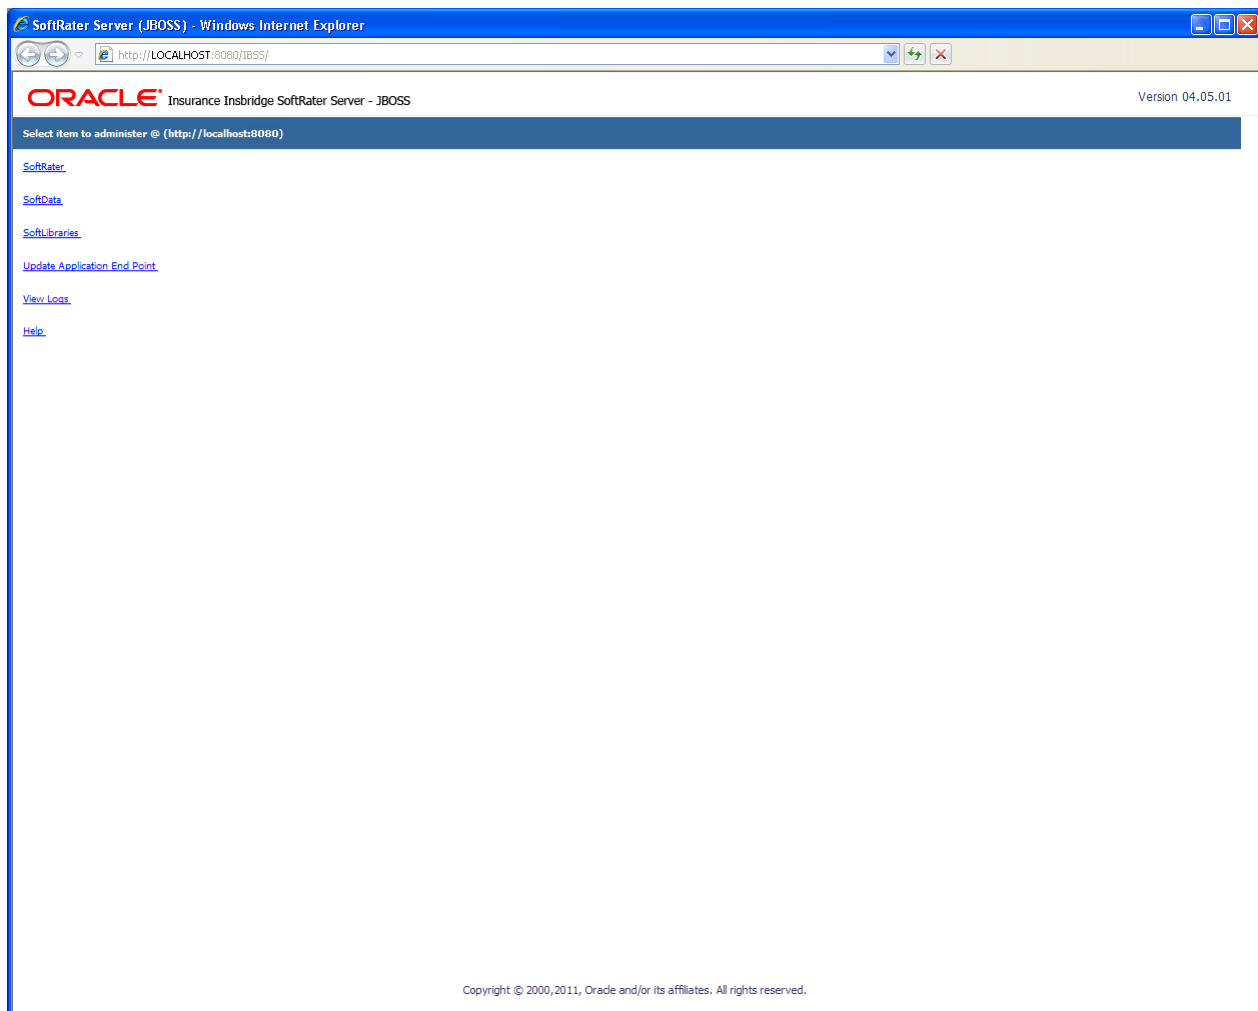 SoftRater Server (JBOSS) - Windows Internet Explorer
http://LOCALHOST:8080/IBSS/
ORACLE® Insurance Insbridge SoftRater Server - JBOSS
Version 04.05.01
Select item to administer @ (http://localhost:8080)
SoftRater
SoftData
SoftLibraries
Update Application End Point
View Logs
Help
Copyright © 2000,2011, Oracle and/or its affiliates. All rights reserved.